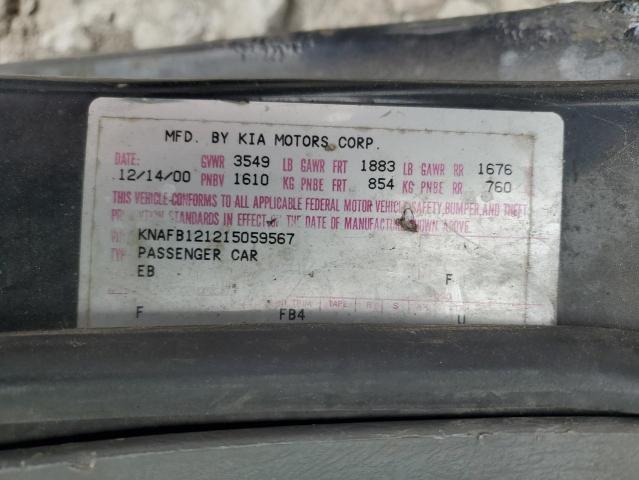 MFD. BY KIA MOTORS CORP.
DATE: GVWR 3549 LB GAWR FRT 1883 LB GAWR RR 1676
12/14/00 PNBV 1610 KG PNBE FRT 854 KG PNBE RR 760
THIS VEHICLE CONFORMS TO ALL APPLICABLE FEDERAL MOTOR VEHICLE SAFETY, BUMPER, AND THEFT
STANDARDS IN EFFECT ON THE DATE OF MANUFACTURE SHOWN ABOVE.
KNAFB121215059567
TYP PASSENGER CAR
EB F
TRIM TAPE R S
F FB4 U